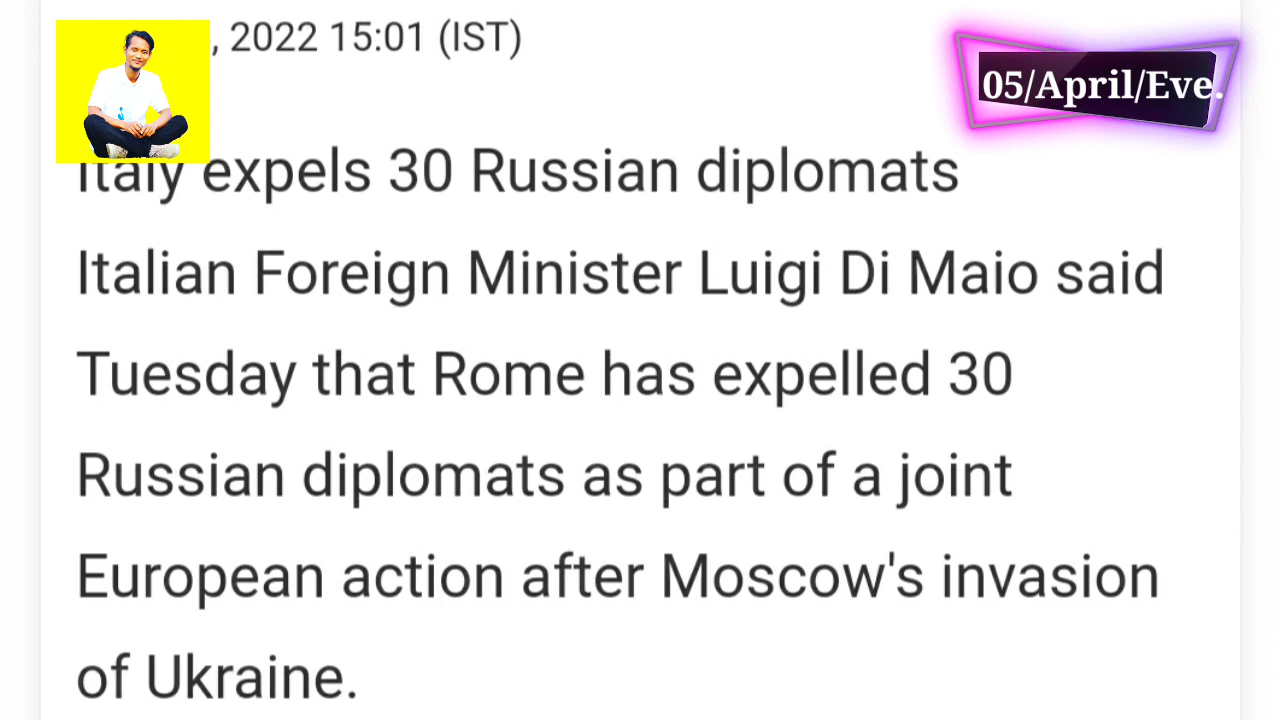 , 2022 15:01 (IST)
05/April/Eve.
Italy expels 30 Russian diplomats
Italian Foreign Minister Luigi Di Maio said
Tuesday that Rome has expelled 30
Russian diplomats as part of a joint
European action after Moscow's invasion
of Ukraine.